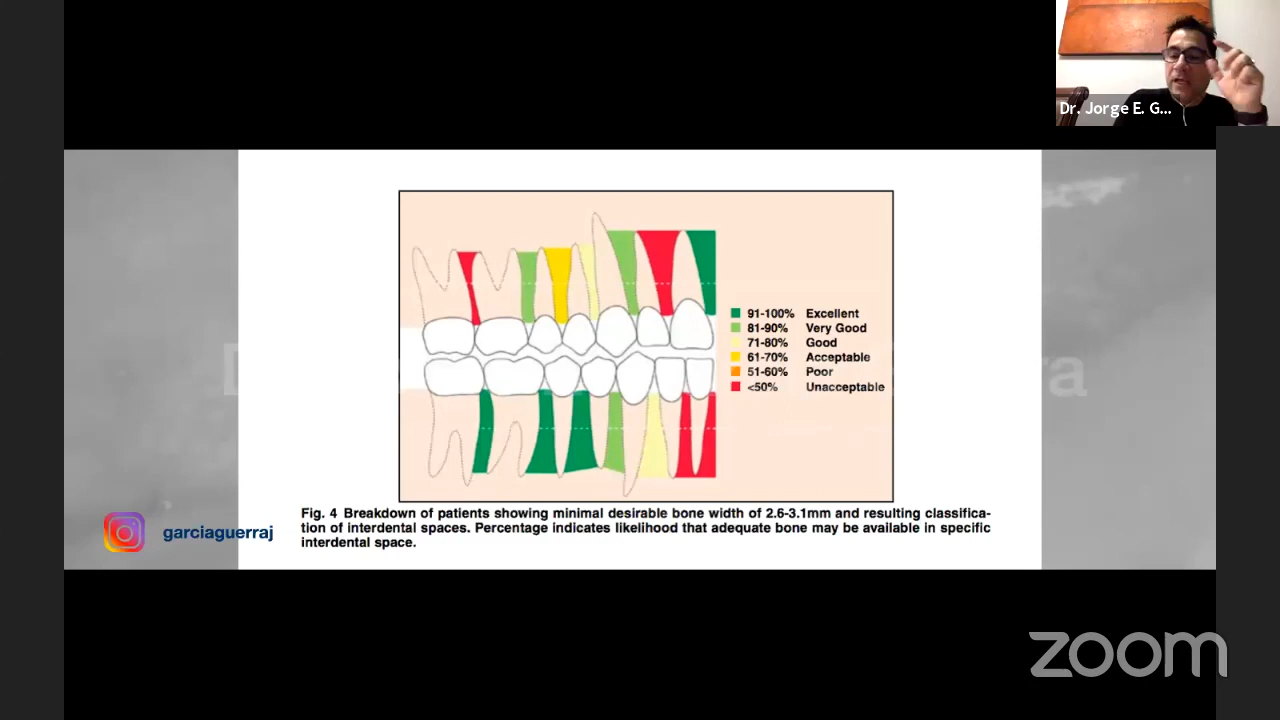 Dr. Jorge E. G...
91-100% Excellent
81-90% Very Good
71-80% Good
61-70% Acceptable
51-60% Poor
<50% Unacceptable
Fig. 4 Breakdown of patients showing minimal desirable bone width of 2.6-3.1mm and resulting classifica-
tion of interdental spaces. Percentage indicates likelihood that adequate bone may be available in specific
interdental space.
garciaguerraj
zoom